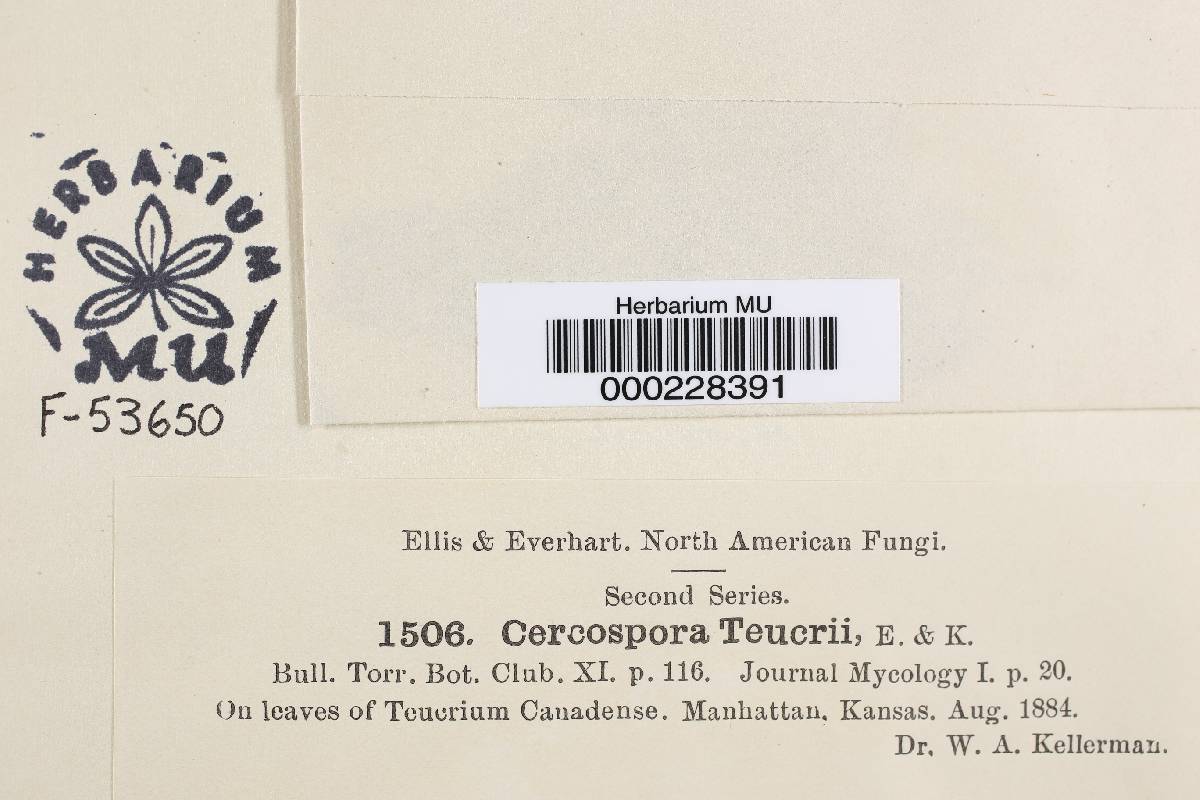 HERBARIUM
MU
F-53650
Herbarium MU
000228391
Ellis & Everhart. North American Fungi.
Second Series.
1506. Cercospora Teucrii, E. & K.
Bull. Torr. Bot. Club. XI. p. 116. Journal Mycology I. p. 20.
On leaves of Teucrium Canadense. Manhattan, Kansas. Aug. 1884.
Dr. W. A. Kellerman.